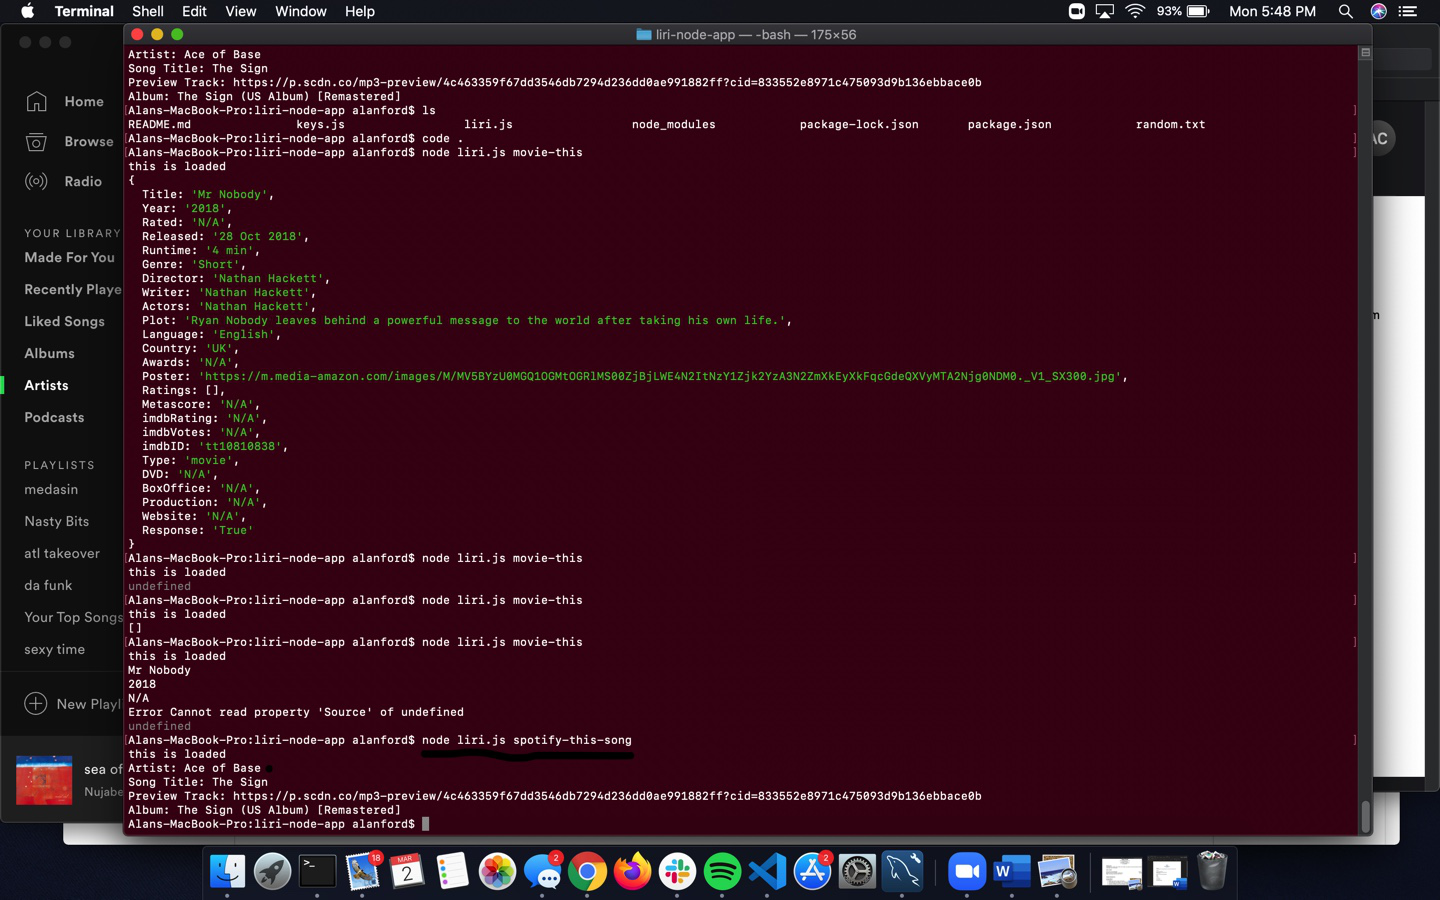 Terminal Shell Edit View Window Help 93% Mon 5:48 PM
liri-node-app — -bash — 175×56
Artist: Ace of Base
Song Title: The Sign
Preview Track: https://p.scdn.co/mp3-preview/4c463359f67dd3546db7294d236dd0ae991882ff?cid=833552e8971c475093d9b136ebbace0b
Album: The Sign (US Album) [Remastered]
[Alans-MacBook-Pro:liri-node-app alanford$ ls ]
README.md keys.js liri.js node_modules package-lock.json package.json random.txt
[Alans-MacBook-Pro:liri-node-app alanford$ code . ]
[Alans-MacBook-Pro:liri-node-app alanford$ node liri.js movie-this ]
this is loaded
{
Title: 'Mr Nobody',
Year: '2018',
Rated: 'N/A',
Released: '28 Oct 2018',
Runtime: '4 min',
Genre: 'Short',
Director: 'Nathan Hackett',
Writer: 'Nathan Hackett',
Actors: 'Nathan Hackett',
Plot: 'Ryan Nobody leaves behind a powerful message to the world after taking his own life.',
Language: 'English',
Country: 'UK',
Awards: 'N/A',
Poster: 'https://m.media-amazon.com/images/M/MV5BYzU0MGQ1OGMtOGRlMS00ZjBjLWE4N2ItNzY1Zjk2YzA3N2ZmXkEyXkFqcGdeQXVyMTA2Njg0NDM0._V1_SX300.jpg',
Ratings: [],
Metascore: 'N/A',
imdbRating: 'N/A',
imdbVotes: 'N/A',
imdbID: 'tt10810838',
Type: 'movie',
DVD: 'N/A',
BoxOffice: 'N/A',
Production: 'N/A',
Website: 'N/A',
Response: 'True'
}
[Alans-MacBook-Pro:liri-node-app alanford$ node liri.js movie-this ]
this is loaded
undefined
[Alans-MacBook-Pro:liri-node-app alanford$ node liri.js movie-this ]
this is loaded
[]
[Alans-MacBook-Pro:liri-node-app alanford$ node liri.js movie-this ]
this is loaded
Mr Nobody
2018
N/A
Error Cannot read property 'Source' of undefined
undefined
[Alans-MacBook-Pro:liri-node-app alanford$ node liri.js spotify-this-song ]
this is loaded
Artist: Ace of Base
Song Title: The Sign
Preview Track: https://p.scdn.co/mp3-preview/4c463359f67dd3546db7294d236dd0ae991882ff?cid=833552e8971c475093d9b136ebbace0b
Album: The Sign (US Album) [Remastered]
Alans-MacBook-Pro:liri-node-app alanford$
Home
Browse
Radio
YOUR LIBRARY
Made For You
Recently Playe
Liked Songs
Albums
Artists
Podcasts
PLAYLISTS
medasin
Nasty Bits
atl takeover
da funk
Your Top Songs
sexy time
New Playl
sea of
Nujabe
AC
m
>_
18
MAR
2
2
2
W